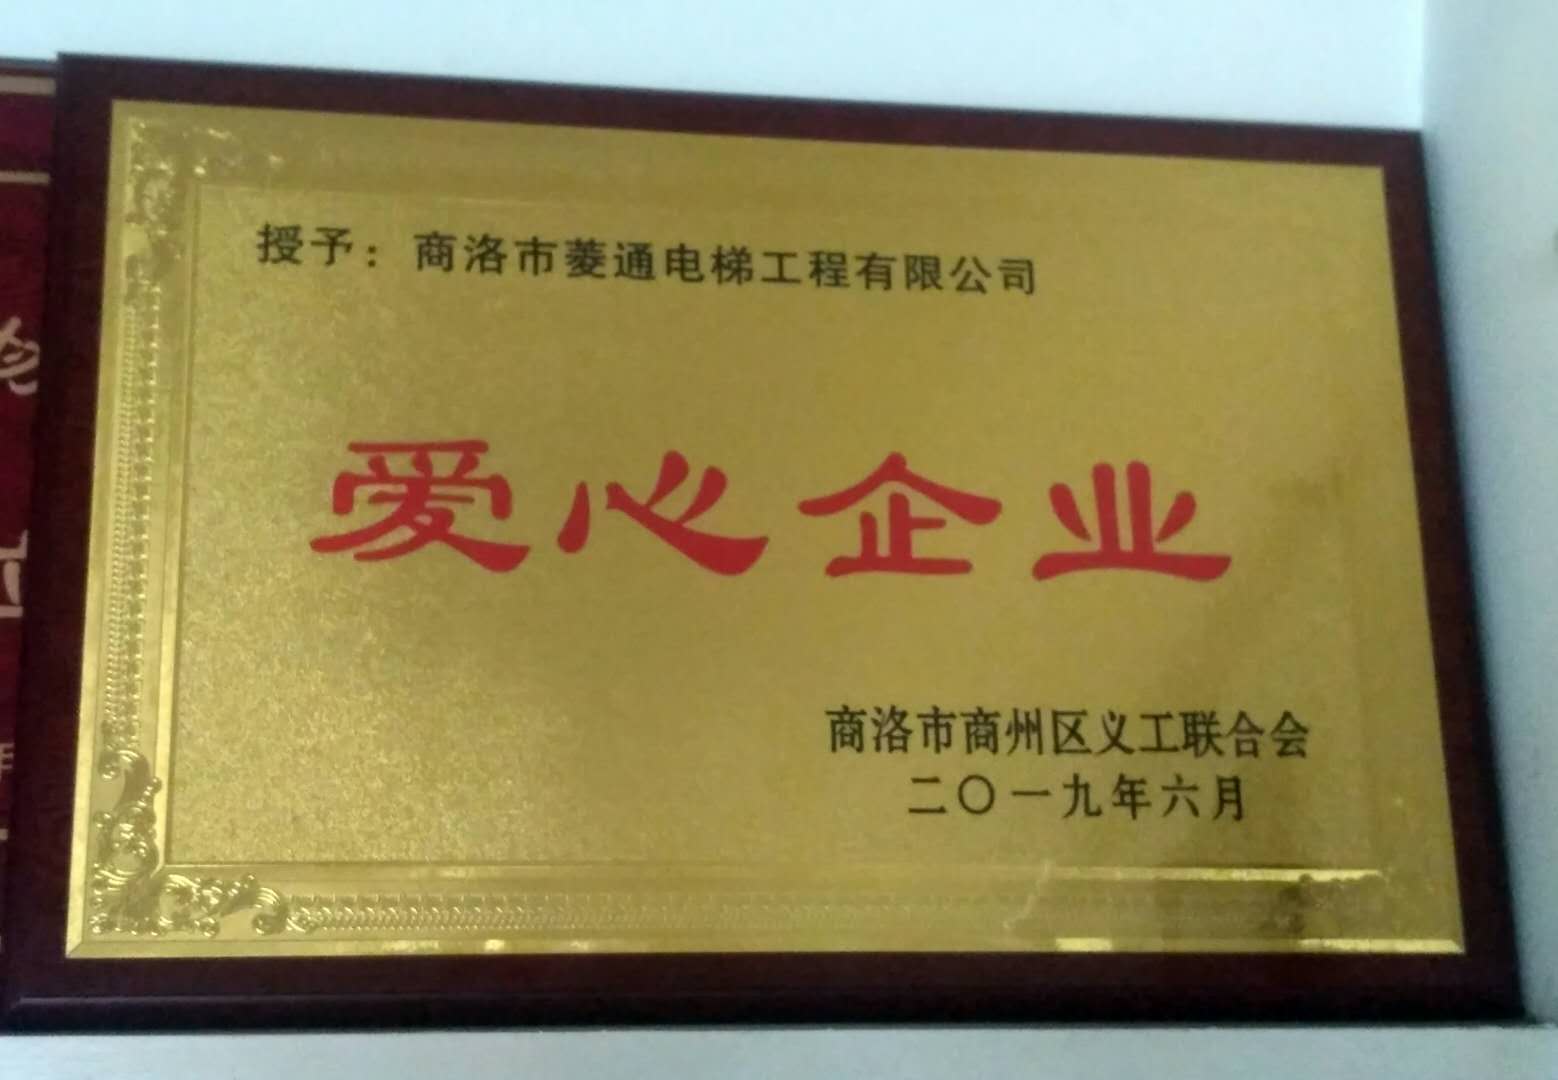 授予：商洛市菱通电梯工程有限公司
爱心企业
商洛市商州区义工联合会
二〇一九年六月